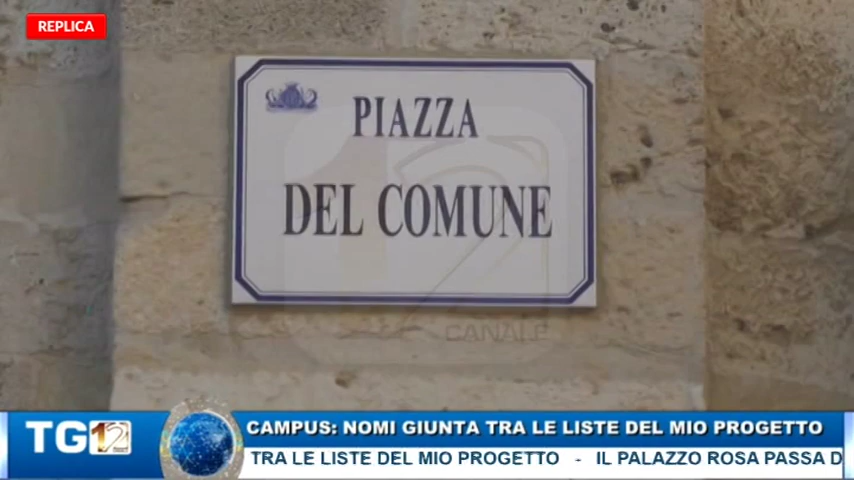 REPLICA
PIAZZA
DEL COMUNE
12
CANALE
TG12
CAMPUS: NOMI GIUNTA TRA LE LISTE DEL MIO PROGETTO
TRA LE LISTE DEL MIO PROGETTO - IL PALAZZO ROSA PASSA D